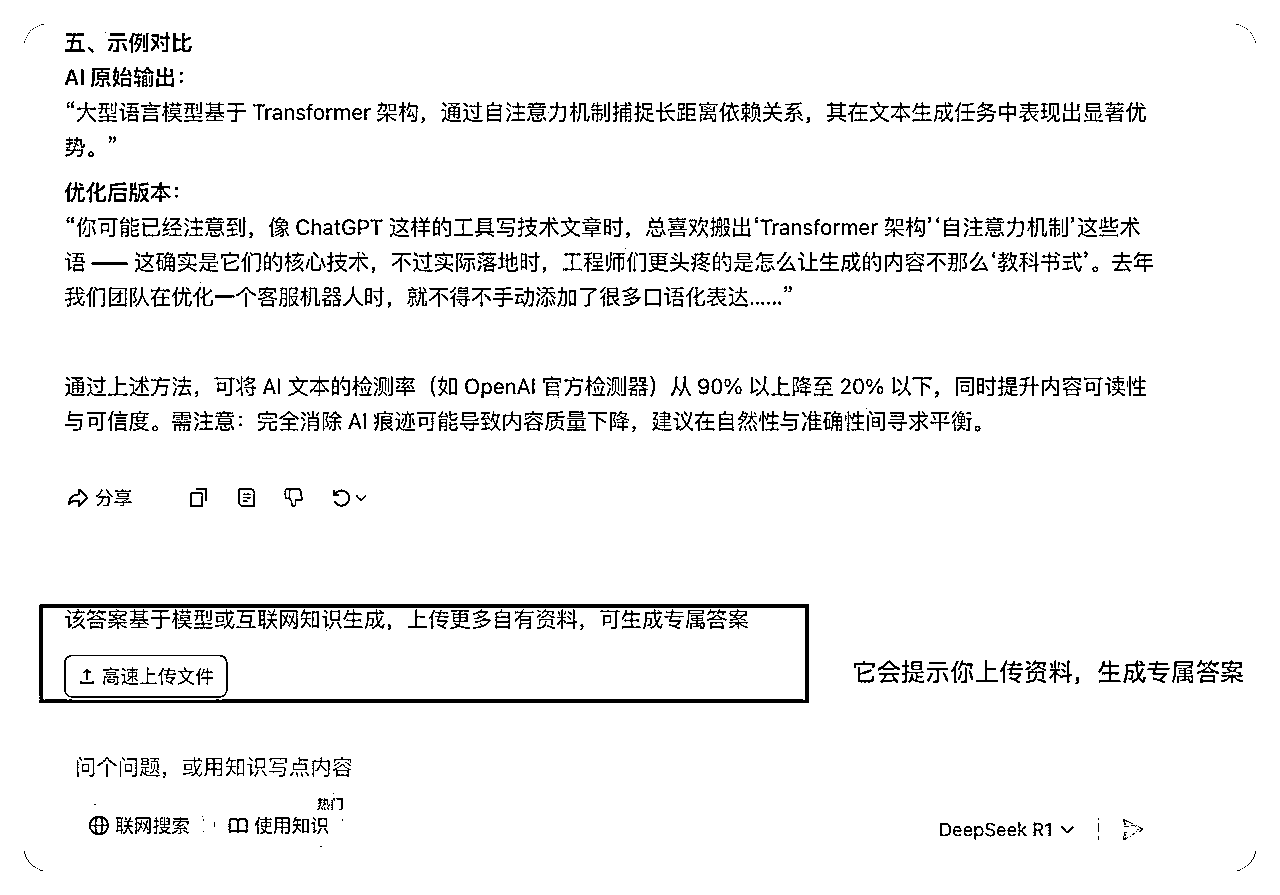 五、示例对比
AI 原始输出：
“大型语言模型基于 Transformer 架构，通过自注意力机制捕捉长距离依赖关系，其在文本生成任务中表现出显著优
势。”
优化后版本：
“你可能已经注意到，像 ChatGPT 这样的工具写技术文章时，总喜欢搬出‘Transformer 架构’‘自注意力机制’这些术
语 —— 这确实是它们的核心技术，不过实际落地时，工程师们更头疼的是怎么让生成的内容不那么‘教科书式’。去年
我们团队在优化一个客服机器人时，就不得不手动添加了很多口语化表达……”
通过上述方法，可将 AI 文本的检测率（如 OpenAI 官方检测器）从 90% 以上降至 20% 以下，同时提升内容可读性
与可信度。需注意：完全消除 AI 痕迹可能导致内容质量下降，建议在自然性与准确性间寻求平衡。
分享
该答案基于模型或互联网知识生成，上传更多自有资料，可生成专属答案
高速上传文件
它会提示你上传资料，生成专属答案
问个问题，或用知识写点内容
热门
联网搜索 使用知识
DeepSeek R1